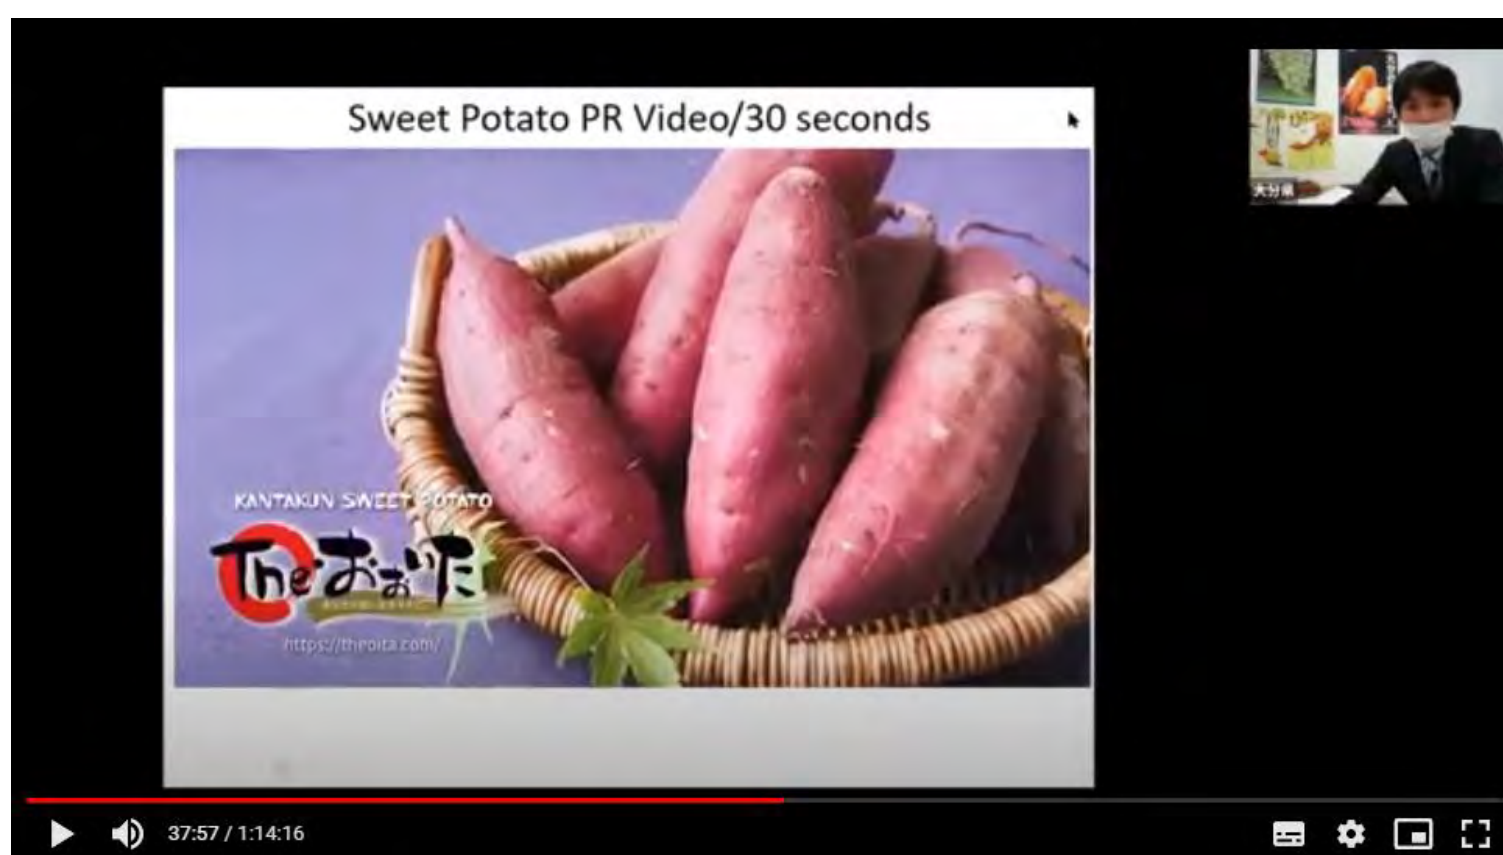 Sweet Potato PR Video/30 seconds
大分県
KANTAKUN SWEET POTATO
The おおいた
https://theoita.com/
37:57 / 1:14:16